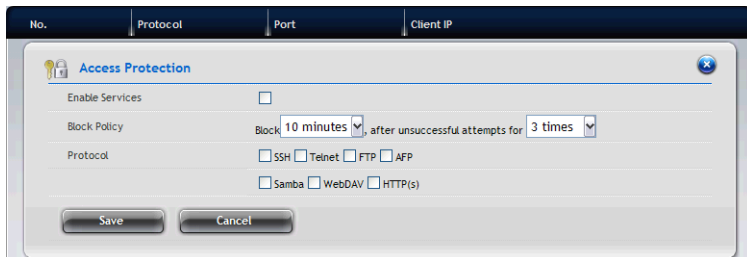 No. Protocol Port Client IP
Access Protection
Enable Services
Block Policy Block 10 minutes , after unsuccessful attempts for 3 times
Protocol SSH Telnet FTP AFP
Samba WebDAV HTTP(s)
Save Cancel